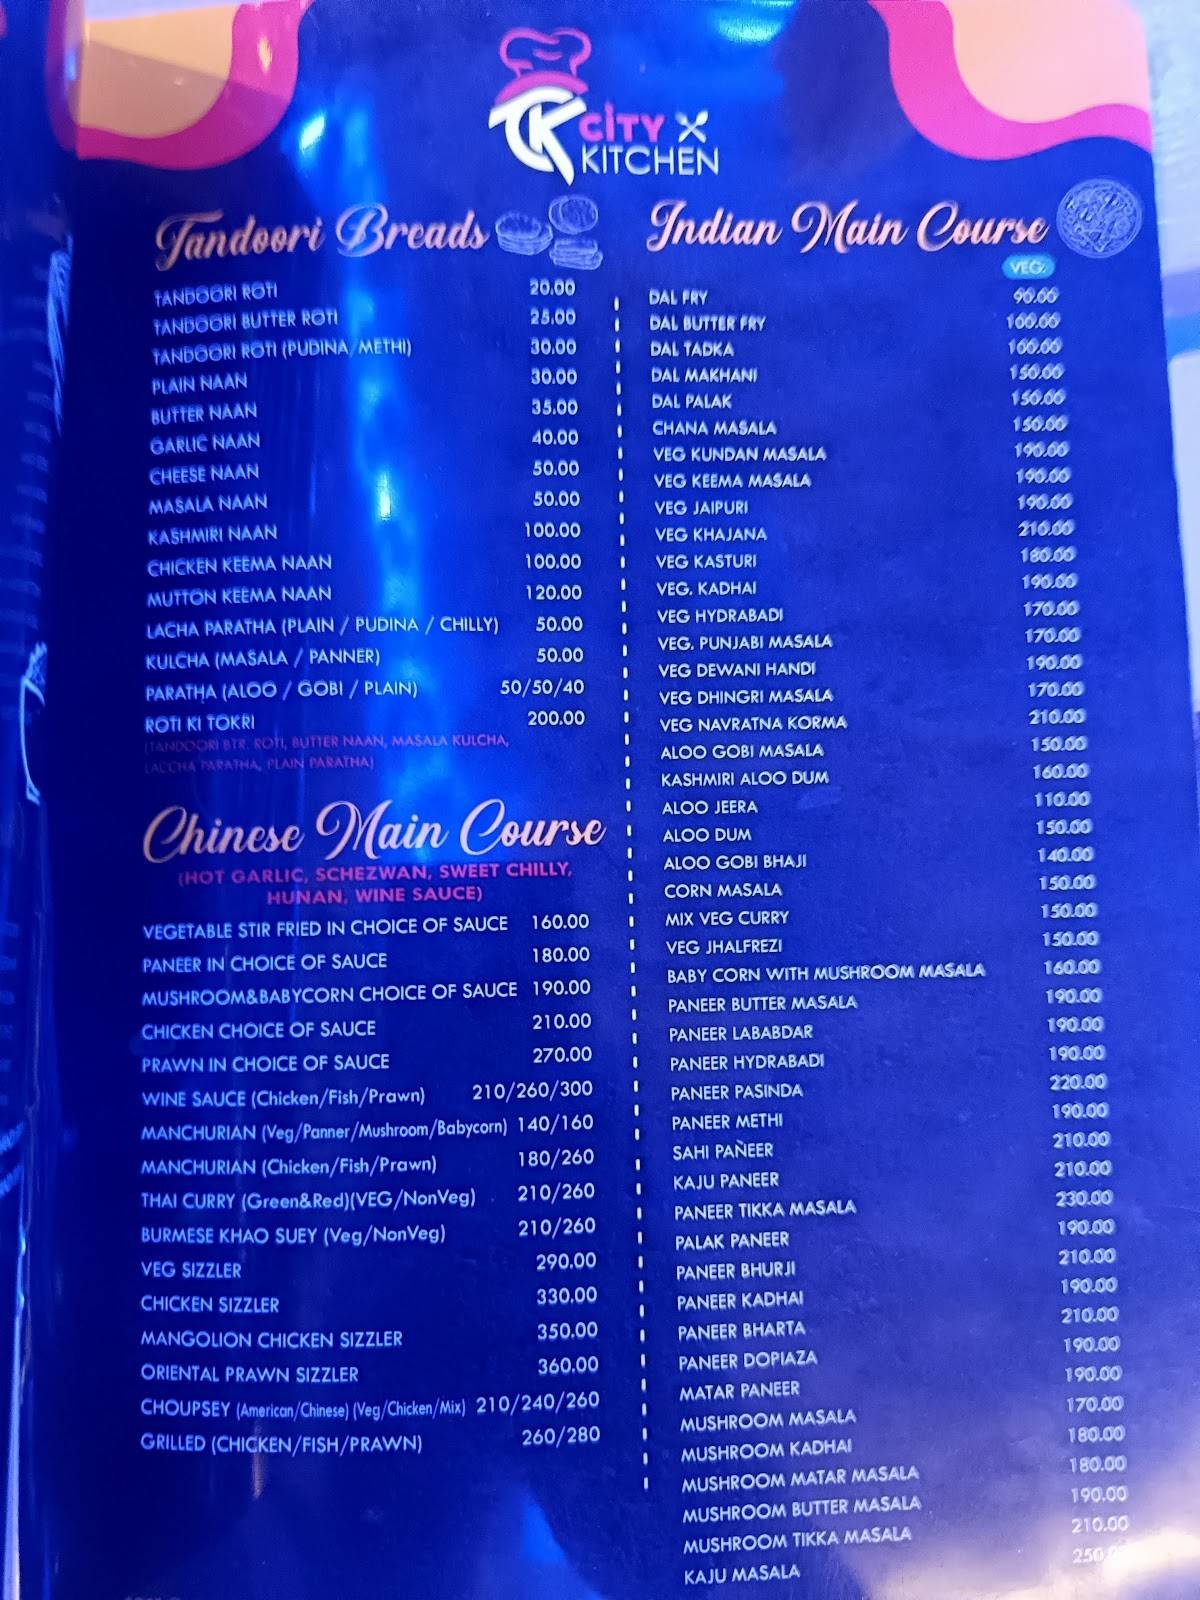 CITY
KITCHEN
Tandoori Breads
TANDOORI ROTI 20.00
TANDOORI BUTTER ROTI 25.00
TANDOORI ROTI (PUDINA/METHI) 30.00
PLAIN NAAN 30.00
BUTTER NAAN 35.00
GARLIC NAAN 40.00
CHEESE NAAN 50.00
MASALA NAAN 50.00
KASHMIRI NAAN 100.00
CHICKEN KEEMA NAAN 100.00
MUTTON KEEMA NAAN 120.00
LACHA PARATHA (PLAIN / PUDINA / CHILLY) 50.00
KULCHA (MASALA / PANNER) 50.00
PARATHA (ALOO / GOBI / PLAIN) 50/50/40
ROTI KI TOKRI 200.00
(TANDOORI BTR. ROTI, BUTTER NAAN, MASALA KULCHA,
LACCHA PARATHA, PLAIN PARATHA)
Chinese Main Course
(HOT GARLIC, SCHEZWAN, SWEET CHILLY,
HUNAN, WINE SAUCE)
VEGETABLE STIR FRIED IN CHOICE OF SAUCE 160.00
PANEER IN CHOICE OF SAUCE 180.00
MUSHROOM&BABYCORN CHOICE OF SAUCE 190.00
CHICKEN CHOICE OF SAUCE 210.00
PRAWN IN CHOICE OF SAUCE 270.00
WINE SAUCE (Chicken/Fish/Prawn) 210/260/300
MANCHURIAN (Veg/Panner/Mushroom/Babycorn) 140/160
MANCHURIAN (Chicken/Fish/Prawn) 180/260
THAI CURRY (Green&Red)(VEG/NonVeg) 210/260
BURMESE KHAO SUEY (Veg/NonVeg) 210/260
VEG SIZZLER 290.00
CHICKEN SIZZLER 330.00
MANGOLION CHICKEN SIZZLER 350.00
ORIENTAL PRAWN SIZZLER 360.00
CHOUPSEY (American/Chinese) (Veg/Chicken/Mix) 210/240/260
GRILLED (CHICKEN/FISH/PRAWN) 260/280
Indian Main Course
VEG.
DAL FRY 90.00
DAL BUTTER FRY 100.00
DAL TADKA 100.00
DAL MAKHANI 150.00
DAL PALAK 150.00
CHANA MASALA 150.00
VEG KUNDAN MASALA 190.00
VEG KEEMA MASALA 190.00
VEG JAIPURI 190.00
VEG KHAJANA 210.00
VEG KASTURI 180.00
VEG. KADHAI 190.00
VEG HYDRABADI 170.00
VEG. PUNJABI MASALA 170.00
VEG DEWANI HANDI 190.00
VEG DHINGRI MASALA 170.00
VEG NAVRATNA KORMA 210.00
ALOO GOBI MASALA 150.00
KASHMIRI ALOO DUM 160.00
ALOO JEERA 110.00
ALOO DUM 150.00
ALOO GOBI BHAJI 140.00
CORN MASALA 150.00
MIX VEG CURRY 150.00
VEG JHALFREZI 150.00
BABY CORN WITH MUSHROOM MASALA 160.00
PANEER BUTTER MASALA 190.00
PANEER LABABDAR 190.00
PANEER HYDRABADI 190.00
PANEER PASINDA 220.00
PANEER METHI 190.00
SAHI PAÑEER 210.00
KAJU PANEER 210.00
PANEER TIKKA MASALA 230.00
PALAK PANEER 190.00
PANEER BHURJI 210.00
PANEER KADHAI 190.00
PANEER BHARTA 210.00
PANEER DOPIAZA 190.00
MATAR PANEER 190.00
MUSHROOM MASALA 170.00
MUSHROOM KADHAI 180.00
MUSHROOM MATAR MASALA 180.00
MUSHROOM BUTTER MASALA 190.00
MUSHROOM TIKKA MASALA 210.00
KAJU MASALA